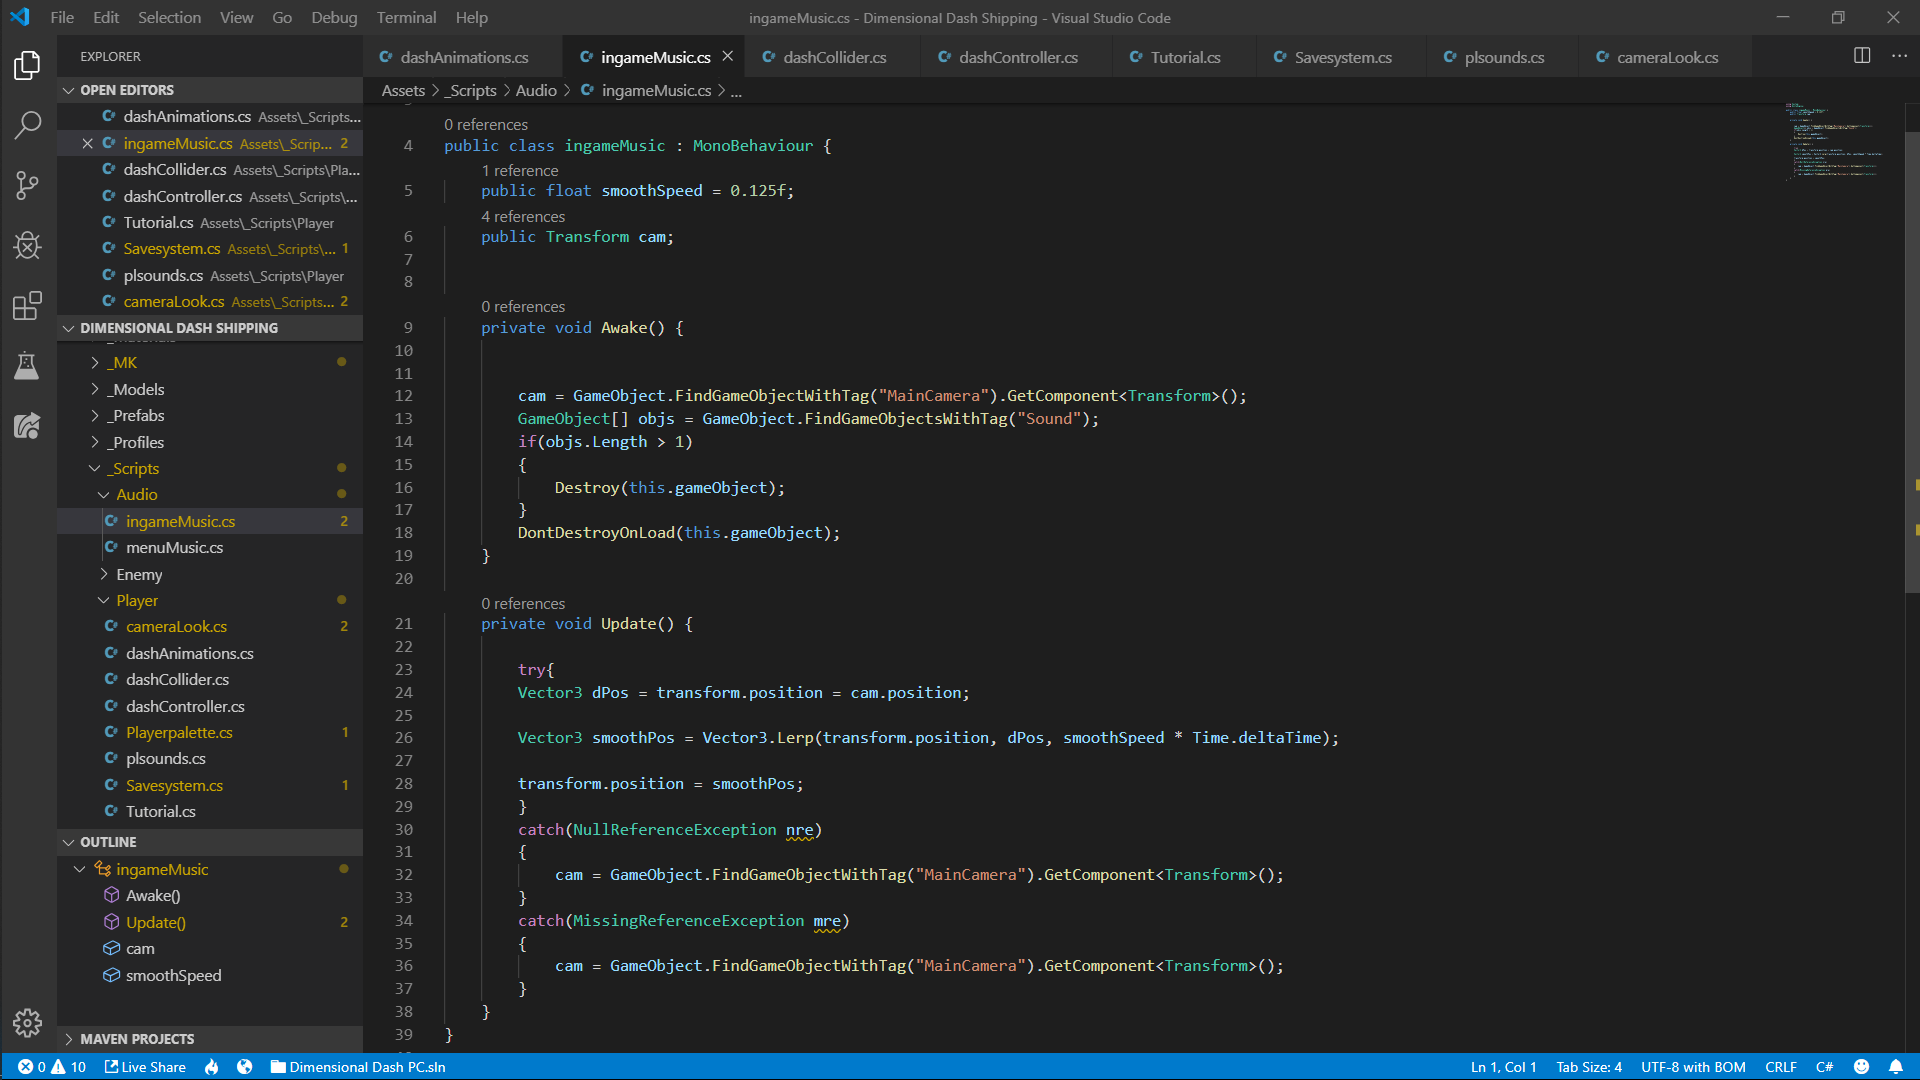 File Edit Selection View Go Debug Terminal Help
ingameMusic.cs - Dimensional Dash Shipping - Visual Studio Code
EXPLORER
OPEN EDITORS
dashAnimations.cs Assets\_Scripts...
ingameMusic.cs Assets\_Scrip... 2
dashCollider.cs Assets\_Scripts\Pla...
dashController.cs Assets\_Scripts\...
Tutorial.cs Assets\_Scripts\Player
Savesystem.cs Assets\_Scripts\... 1
plsounds.cs Assets\_Scripts\Player
cameraLook.cs Assets\_Scripts... 2
DIMENSIONAL DASH SHIPPING
_MK
_Models
_Prefabs
_Profiles
_Scripts
Audio
ingameMusic.cs 2
menuMusic.cs
Enemy
Player
cameraLook.cs 2
dashAnimations.cs
dashCollider.cs
dashController.cs
Playerpalette.cs 1
plsounds.cs
Savesystem.cs 1
Tutorial.cs
OUTLINE
ingameMusic
Awake()
Update() 2
cam
smoothSpeed
MAVEN PROJECTS
dashAnimations.cs ingameMusic.cs dashCollider.cs dashController.cs Tutorial.cs Savesystem.cs plsounds.cs cameraLook.cs
Assets > _Scripts > Audio > ingameMusic.cs > ...
0 references
4 public class ingameMusic : MonoBehaviour {
1 reference
5 public float smoothSpeed = 0.125f;
4 references
6 public Transform cam;
7
8
0 references
9 private void Awake() {
10
11
12 cam = GameObject.FindGameObjectWithTag("MainCamera").GetComponent<Transform>();
13 GameObject[] objs = GameObject.FindGameObjectsWithTag("Sound");
14 if(objs.Length > 1)
15 {
16 Destroy(this.gameObject);
17 }
18 DontDestroyOnLoad(this.gameObject);
19 }
20
0 references
21 private void Update() {
22
23 try{
24 Vector3 dPos = transform.position = cam.position;
25
26 Vector3 smoothPos = Vector3.Lerp(transform.position, dPos, smoothSpeed * Time.deltaTime);
27
28 transform.position = smoothPos;
29 }
30 catch(NullReferenceException nre)
31 {
32 cam = GameObject.FindGameObjectWithTag("MainCamera").GetComponent<Transform>();
33 }
34 catch(MissingReferenceException mre)
35 {
36 cam = GameObject.FindGameObjectWithTag("MainCamera").GetComponent<Transform>();
37 }
38 }
39 }
0 10 Live Share Dimensional Dash PC.sln Ln 1, Col 1 Tab Size: 4 UTF-8 with BOM CRLF C#